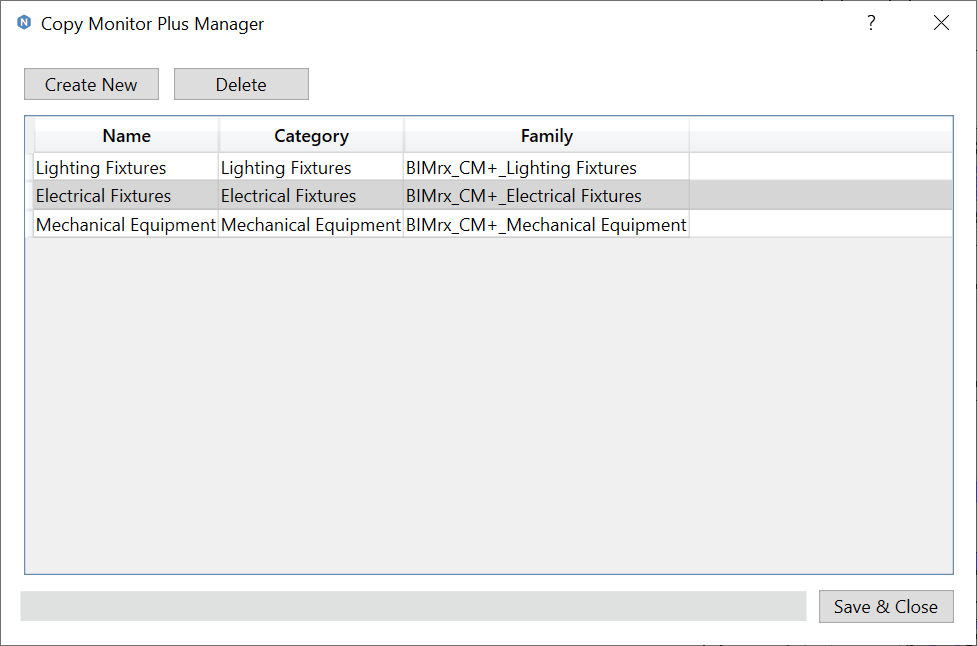 N Copy Monitor Plus Manager ?
Create New Delete
Name Category Family
Lighting Fixtures Lighting Fixtures BIMrx_CM+_Lighting Fixtures
Electrical Fixtures Electrical Fixtures BIMrx_CM+_Electrical Fixtures
Mechanical Equipment Mechanical Equipment BIMrx_CM+_Mechanical Equipment
Save & Close